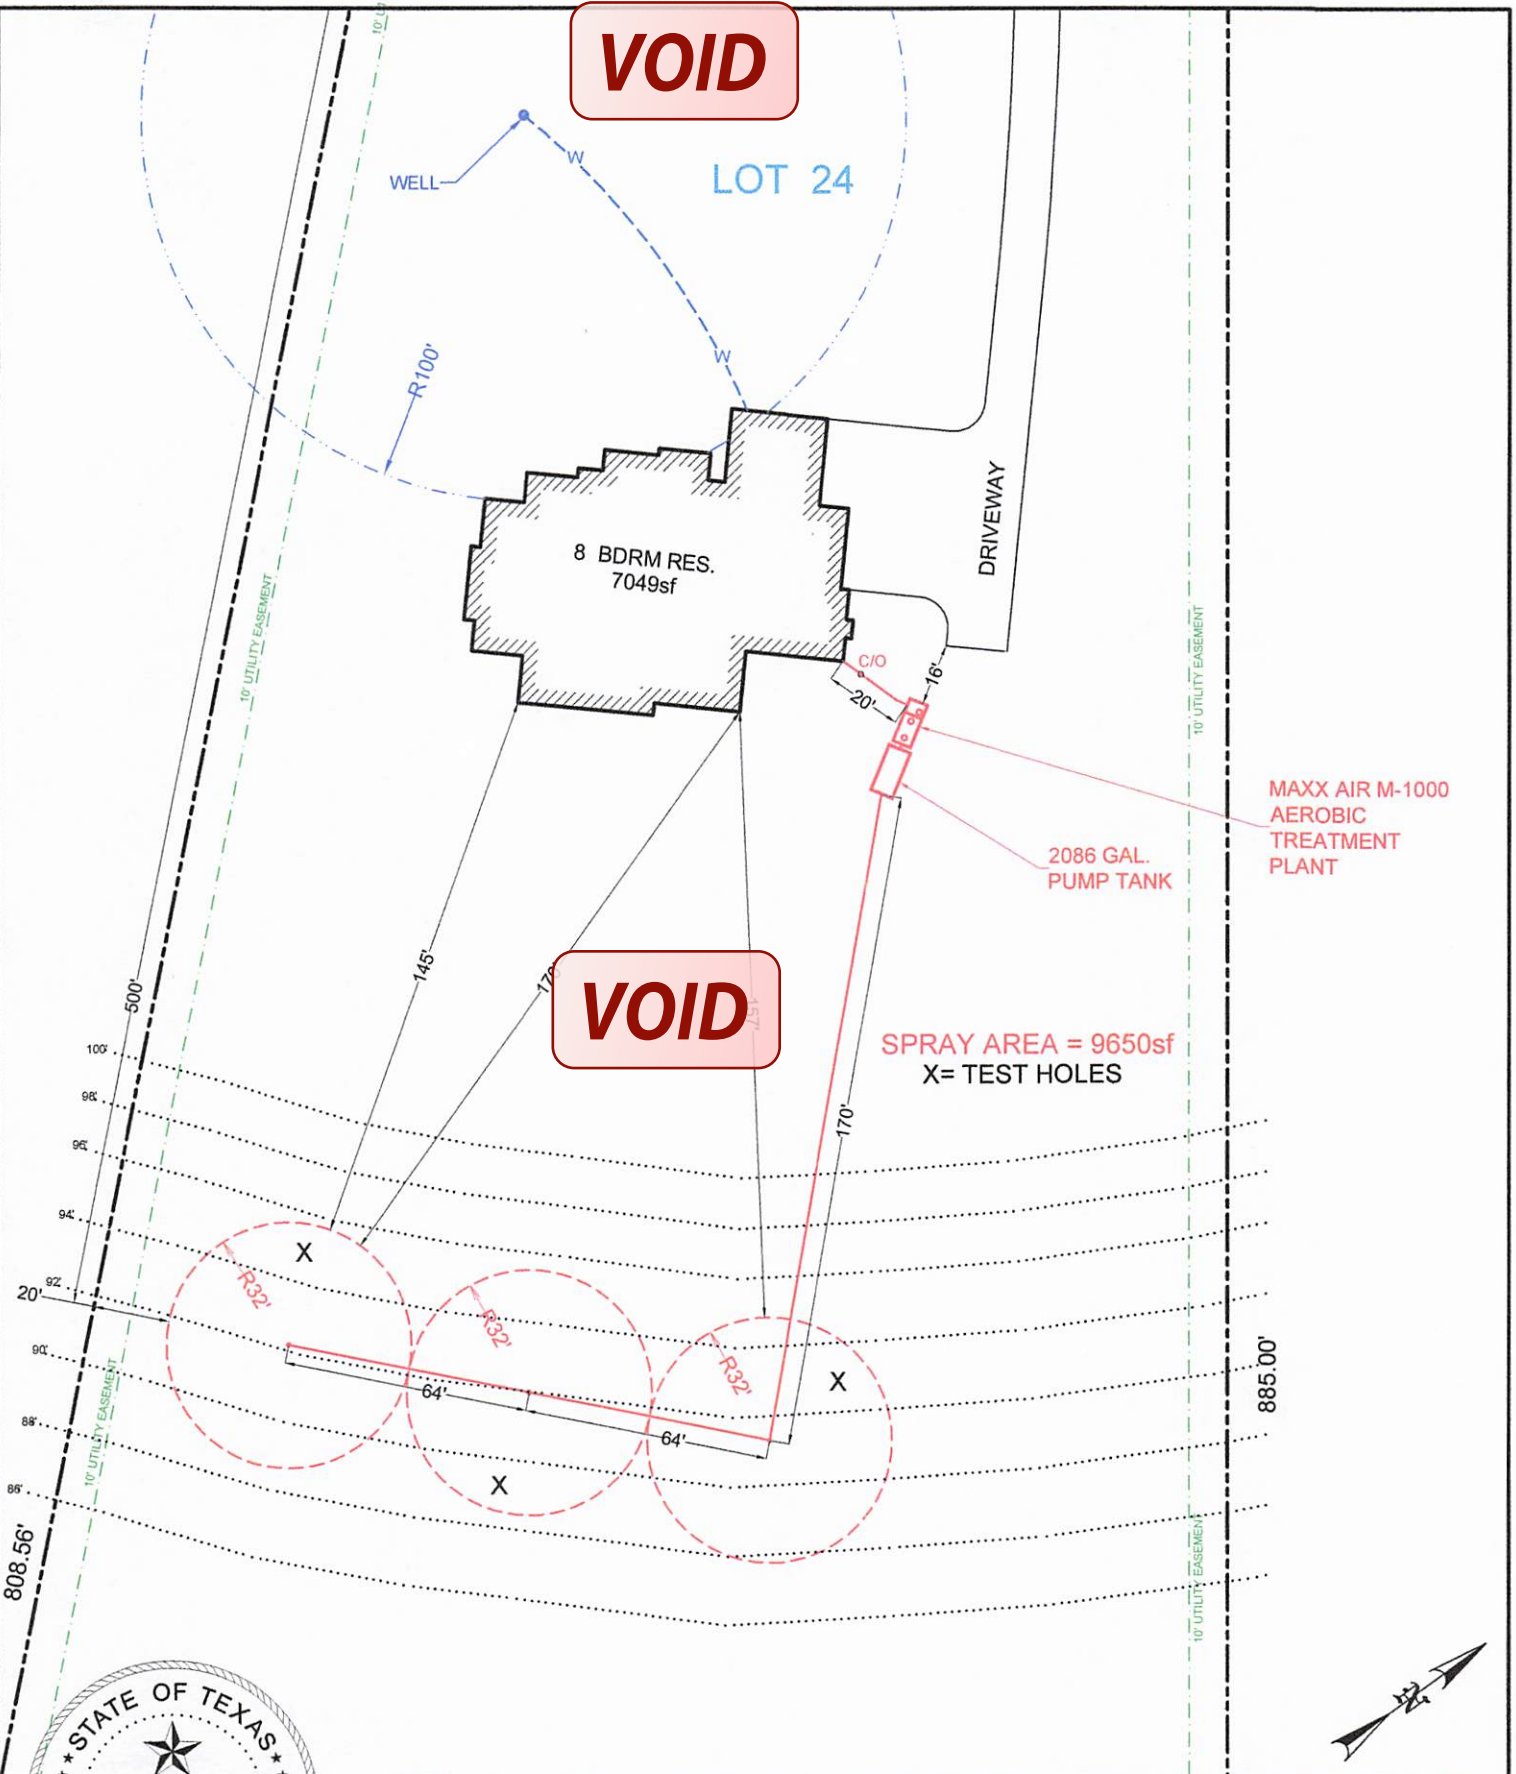 10' U
VOID
W
WELL
LOT 24
R100'
W
DRIVEWAY
8 BDRM RES.
7049sf
10' UTILITY EASEMENT
10' UTILITY EASEMENT
C/O
16'
20'
MAXX AIR M-1000
AEROBIC
TREATMENT
PLANT
2086 GAL.
PUMP TANK
145'
500'
VOID
157'
SPRAY AREA = 9650sf
X= TEST HOLES
100'
98'
96'
170'
94'
X
92'
20'
R32'
R32'
R32'
90'
X
64'
885.00'
88'
64'
10' UTILITY EASEMENT
X
86'
808.56'
10' UTILITY EASEMENT
STATE OF TEXAS
N